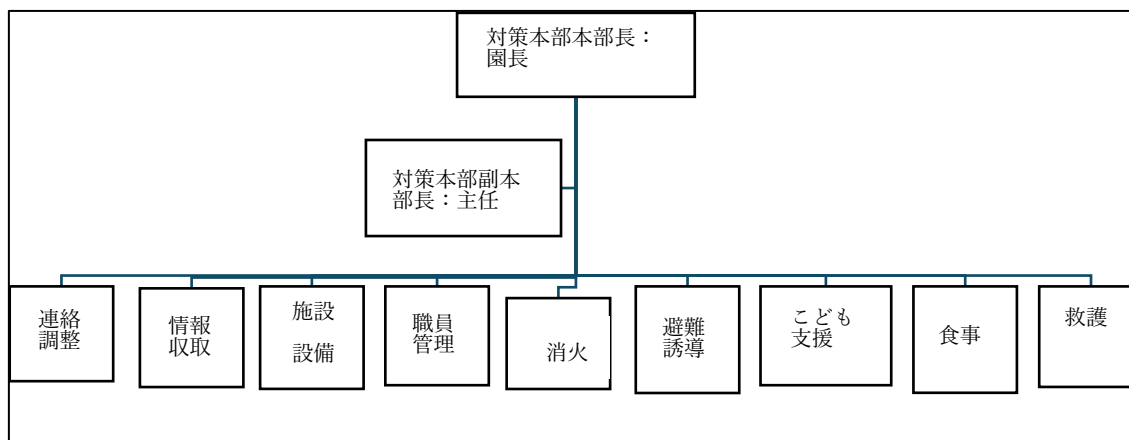 対策本部本部長：
園長
対策本部副本
部長：主任
連絡
調整
情報
収取
施設
設備
職員
管理
消火
避難
誘導
こども
支援
食事
救護